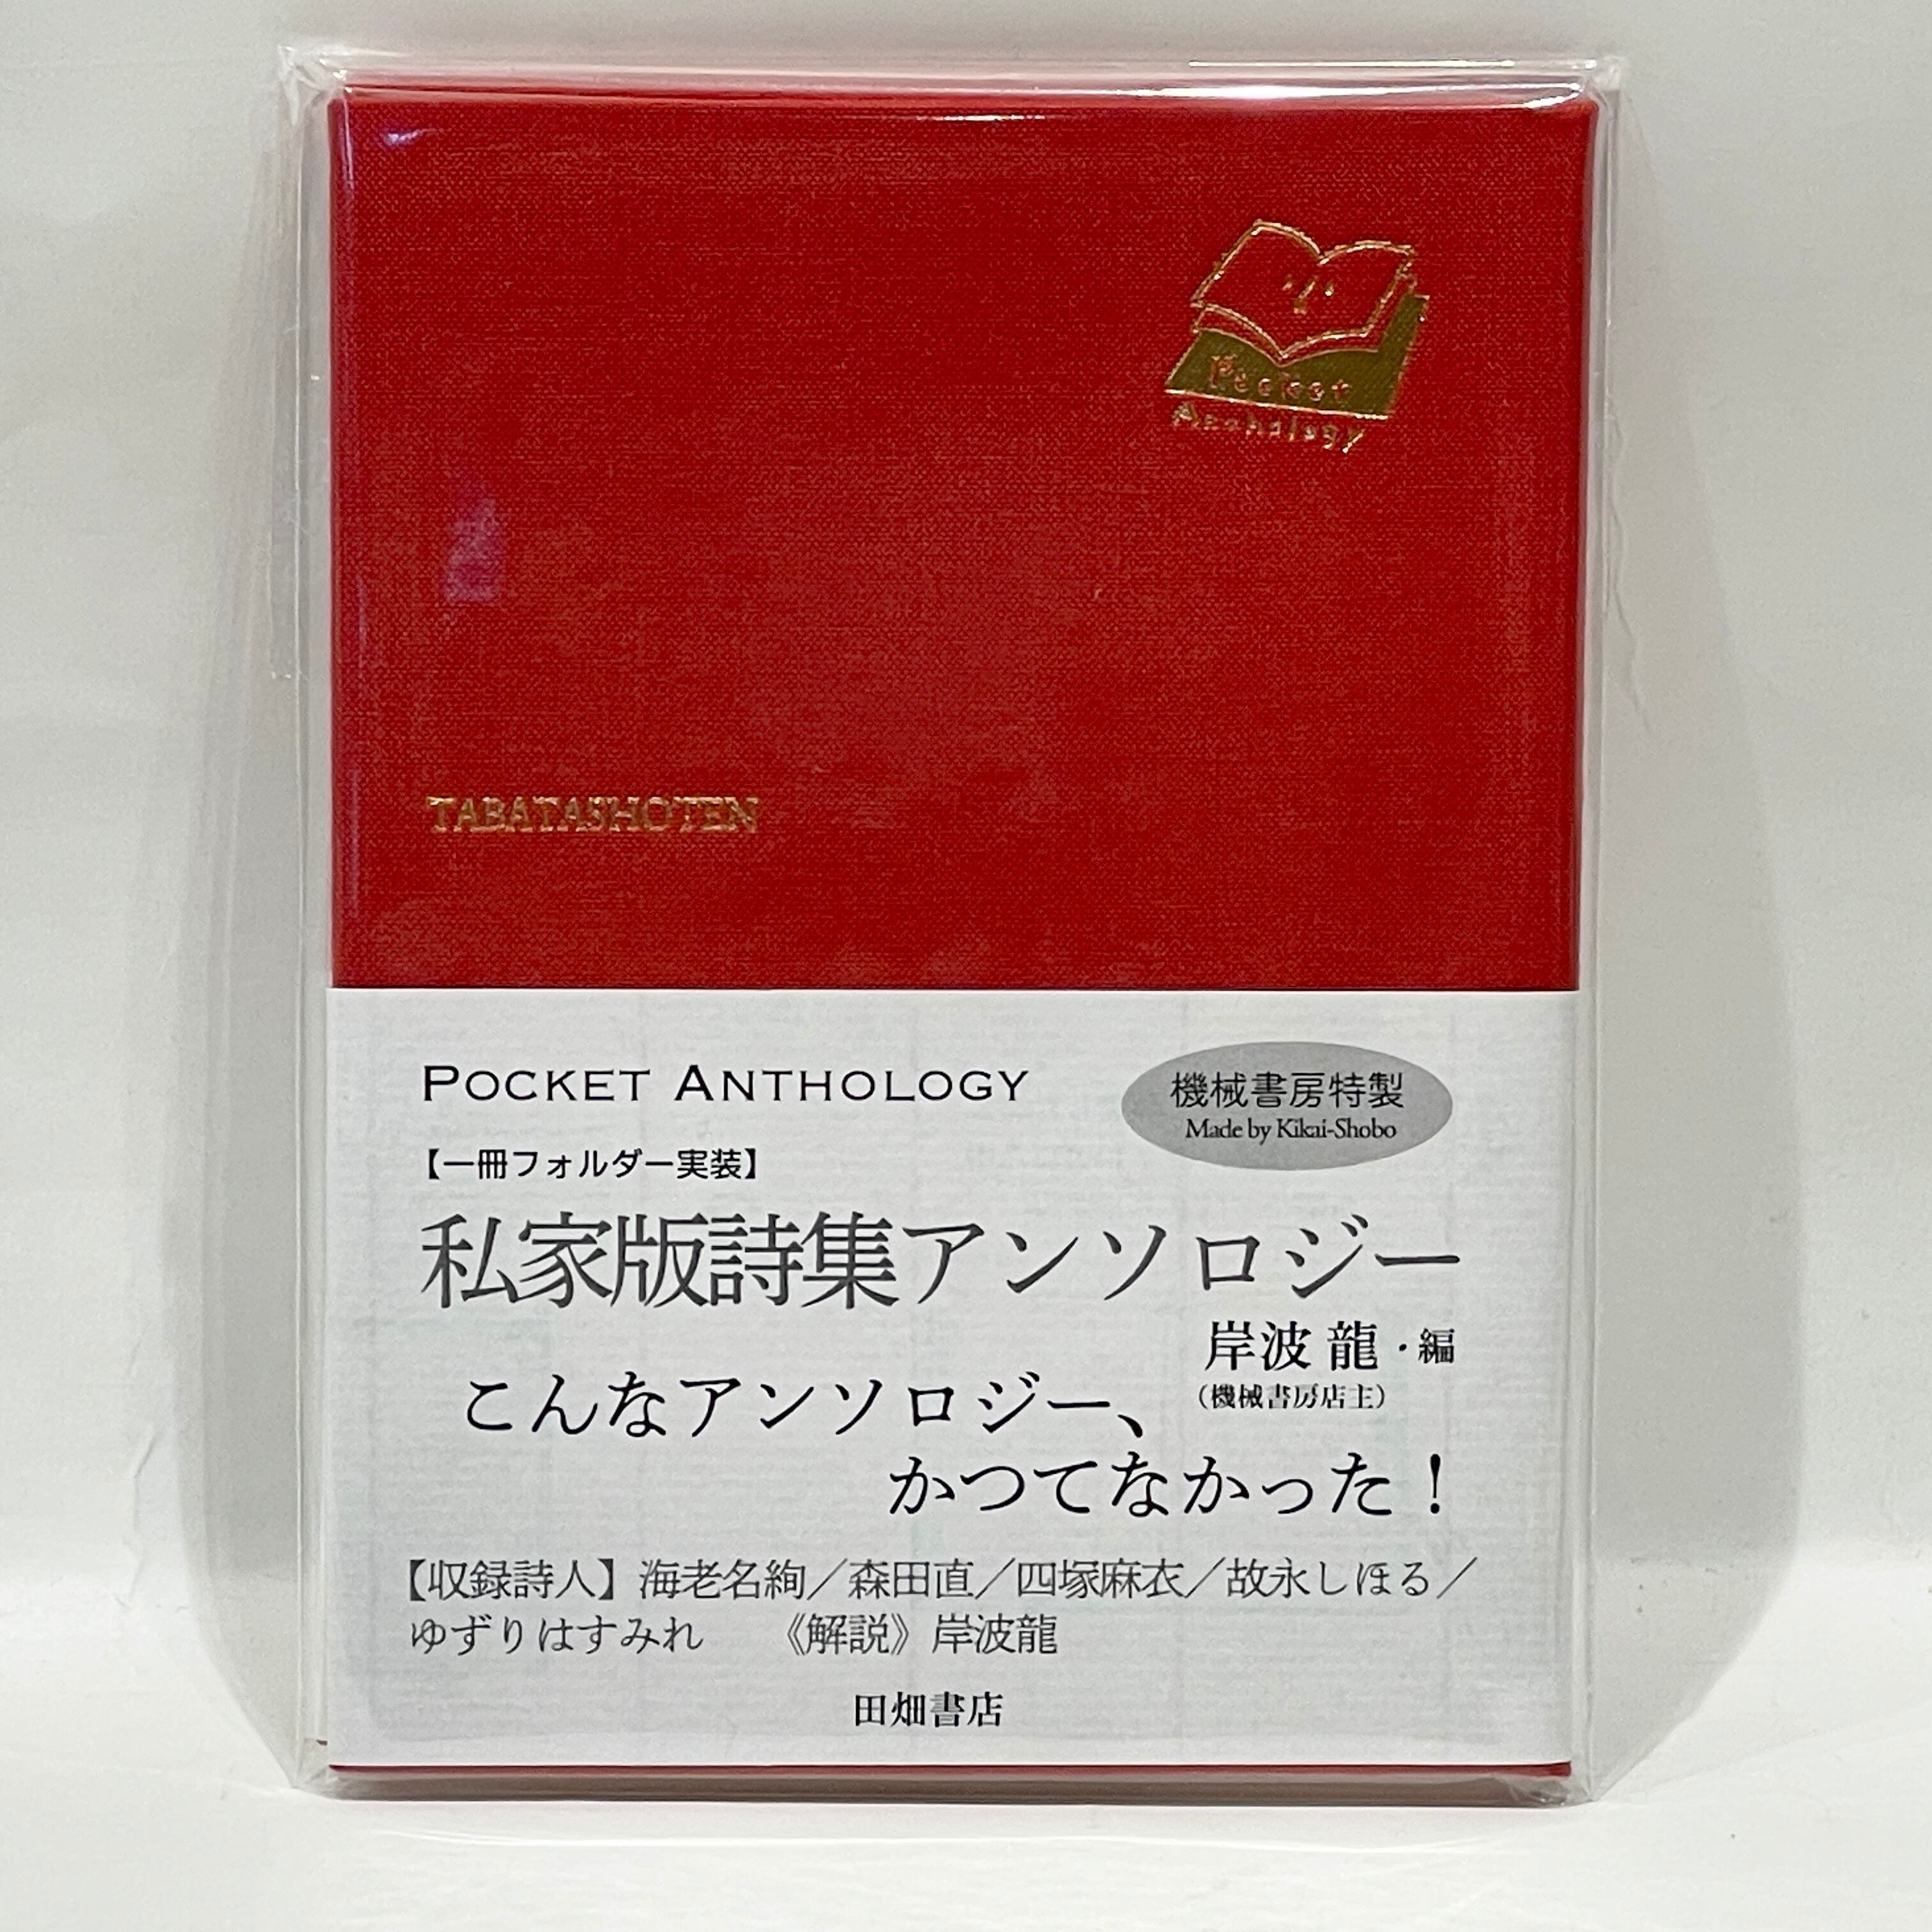 Pocket
Anthology
TABATASHOTEN
POCKET ANTHOLOGY
機械書房特製
Made by Kikai-Shobo
【一冊フォルダー実装】
私家版詩集アンソロジー
岸波 龍・編
(機械書房店主)
こんなアンソロジー、
かつてなかった!
【収録詩人】海老名絢/森田直/四塚麻衣/故永しほる/
ゆずりはすみれ 《解説》岸波龍
田畑書店